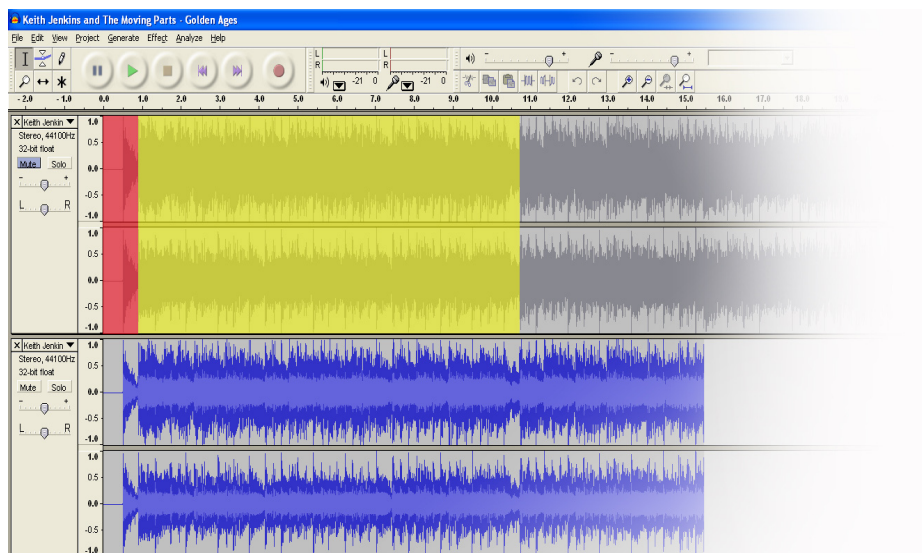 Keith Jenkins and The Moving Parts - Golden Ages
File Edit View Project Generate Effect Analyze Help
L L
R R
-21 0 -21 0
- + - +
- 2.0 - 1.0 0.0 1.0 2.0 3.0 4.0 5.0 6.0 7.0 8.0 9.0 10.0 11.0 12.0 13.0 14.0 15.0 16.0 17.0 18.0
X Keith Jenkin
Stereo, 44100Hz
32-bit float
Mute Solo
- +
L R
1.0
0.5
0.0
-0.5
-1.0
1.0
0.5
0.0
-0.5
-1.0
X Keith Jenkin
Stereo, 44100Hz
32-bit float
Mute Solo
- +
L R
1.0
0.5
0.0
-0.5
-1.0
1.0
0.5
0.0
-0.5
-1.0